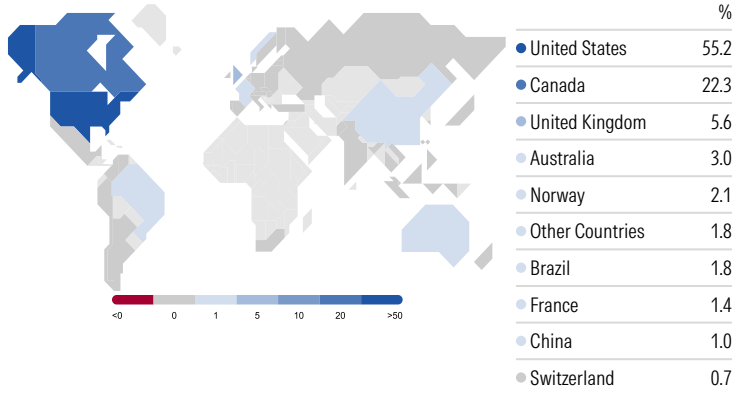 %
United States 55.2
Canada 22.3
United Kingdom 5.6
Australia 3.0
Norway 2.1
Other Countries 1.8
Brazil 1.8
France 1.4
China 1.0
Switzerland 0.7
<0 0 1 5 10 20 >50